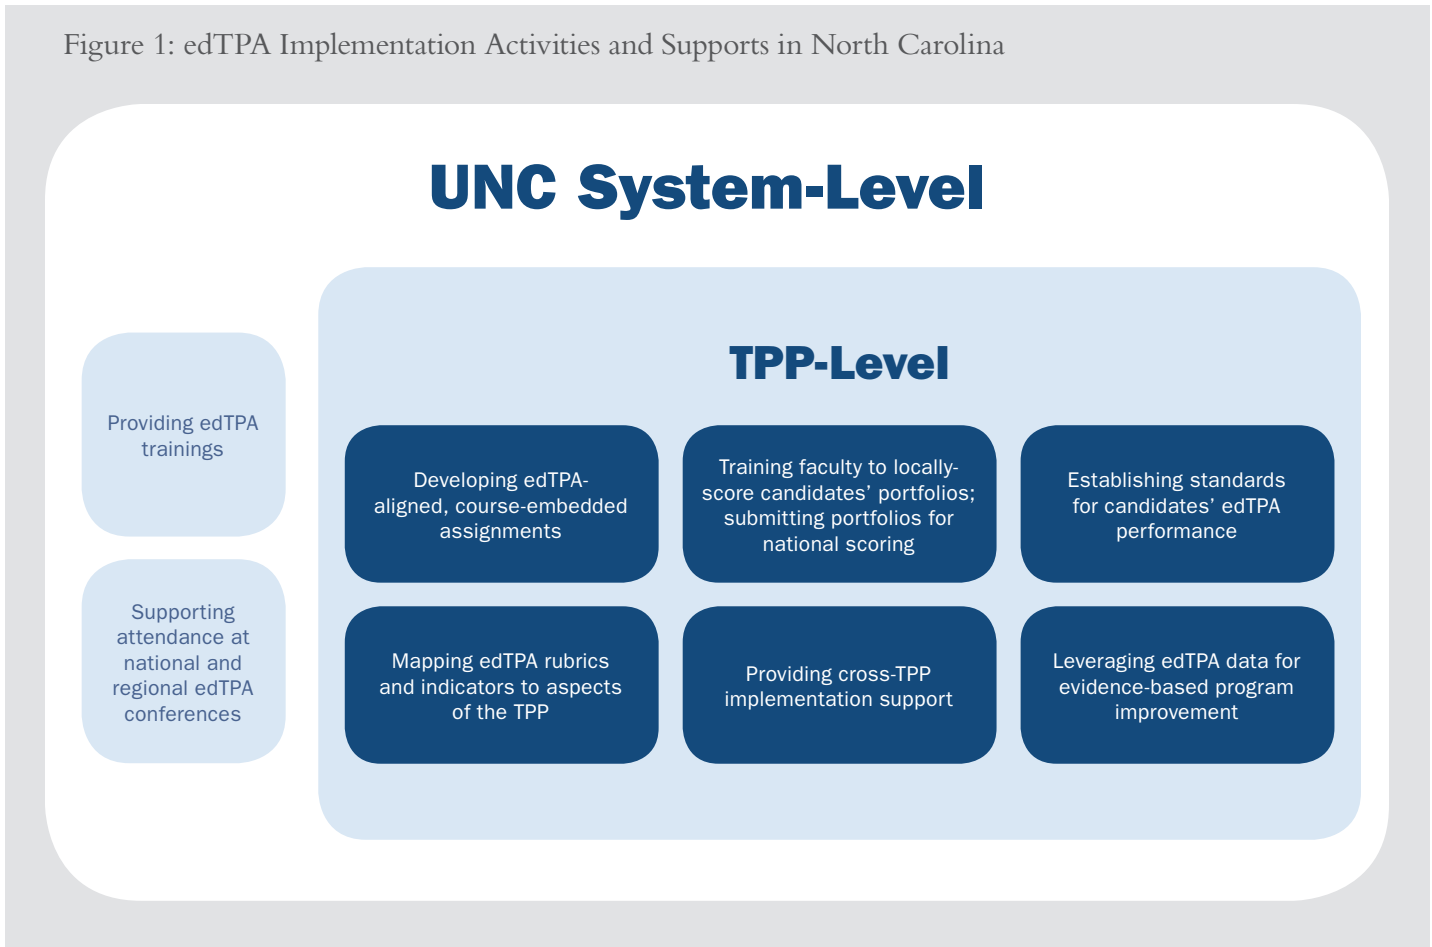 Figure 1: edTPA Implementation Activities and Supports in North Carolina
UNC System-Level
Providing edTPA
trainings
Supporting
attendance at
national and
regional edTPA
conferences
TPP-Level
Developing edTPA-
aligned, course-embedded
assignments
Training faculty to locally-
score candidates’ portfolios;
submitting portfolios for
national scoring
Establishing standards
for candidates’ edTPA
performance
Mapping edTPA rubrics
and indicators to aspects
of the TPP
Providing cross-TPP
implementation support
Leveraging edTPA data for
evidence-based program
improvement